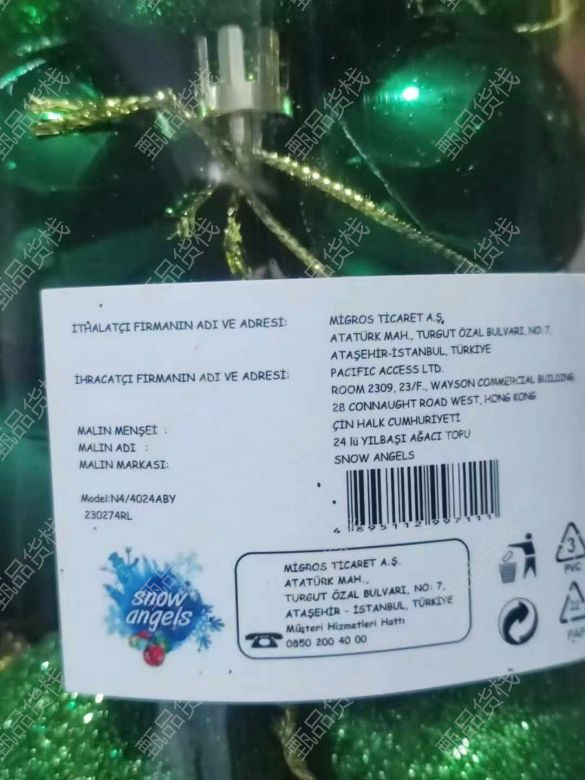 İTHALATÇI FİRMANIN ADI VE ADRESİ:
MİGROS TİCARET A.Ş.
ATATÜRK MAH., TURGUT ÖZAL BULVARI, NO: 7,
ATAŞEHİR-İSTANBUL, TÜRKİYE
İHRACATÇI FİRMANIN ADI VE ADRESİ:
PACIFIC ACCESS LTD.
ROOM 2309, 23/F., WAYSON COMMERCIAL BUILDING
28 CONNAUGHT ROAD WEST, HONG KONG
MALIN MENŞEİ :
ÇİN HALK CUMHURİYETİ
MALIN ADI :
24 lü YILBAŞI AĞACI TOPU
MALIN MARKASI:
SNOW ANGELS
Model:N4/4024ABY
230274RL
4 895112 997111
snow
angels
MİGROS TİCARET A.Ş.
ATATÜRK MAH.,
TURGUT ÖZAL BULVARI, NO: 7,
ATAŞEHİR - İSTANBUL, TÜRKİYE
Müşteri Hizmetleri Hattı
0850 200 40 00
3
PVC
PAP
甄品货栈